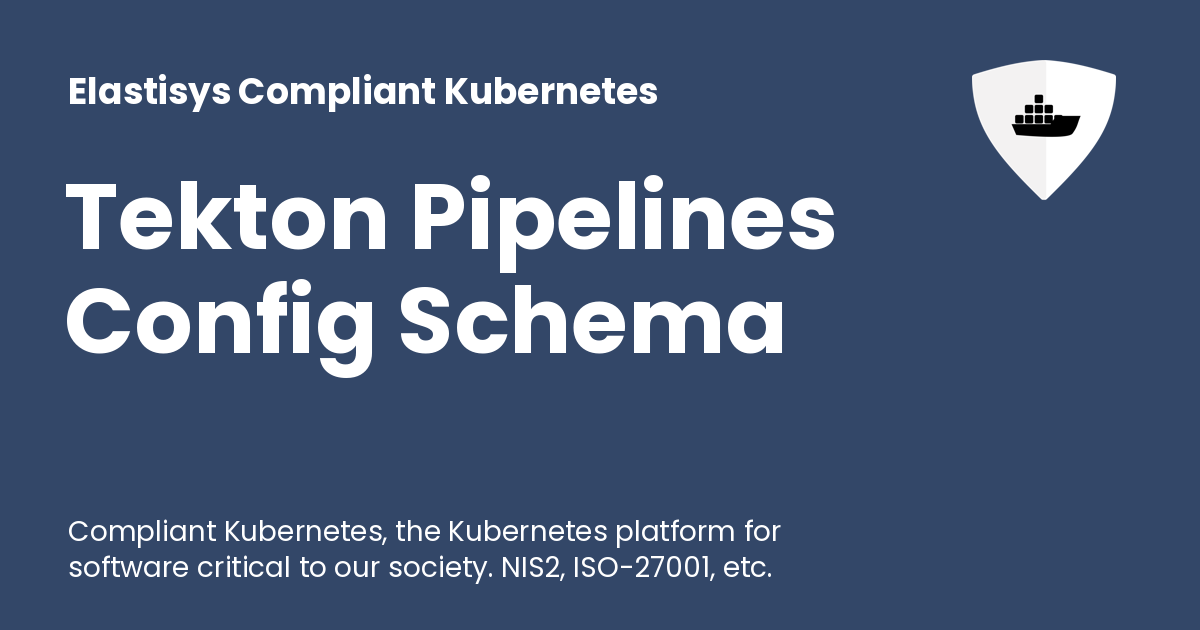 Elastisys Compliant Kubernetes
Tekton Pipelines
Config Schema
Compliant Kubernetes, the Kubernetes platform for
software critical to our society. NIS2, ISO-27001, etc.